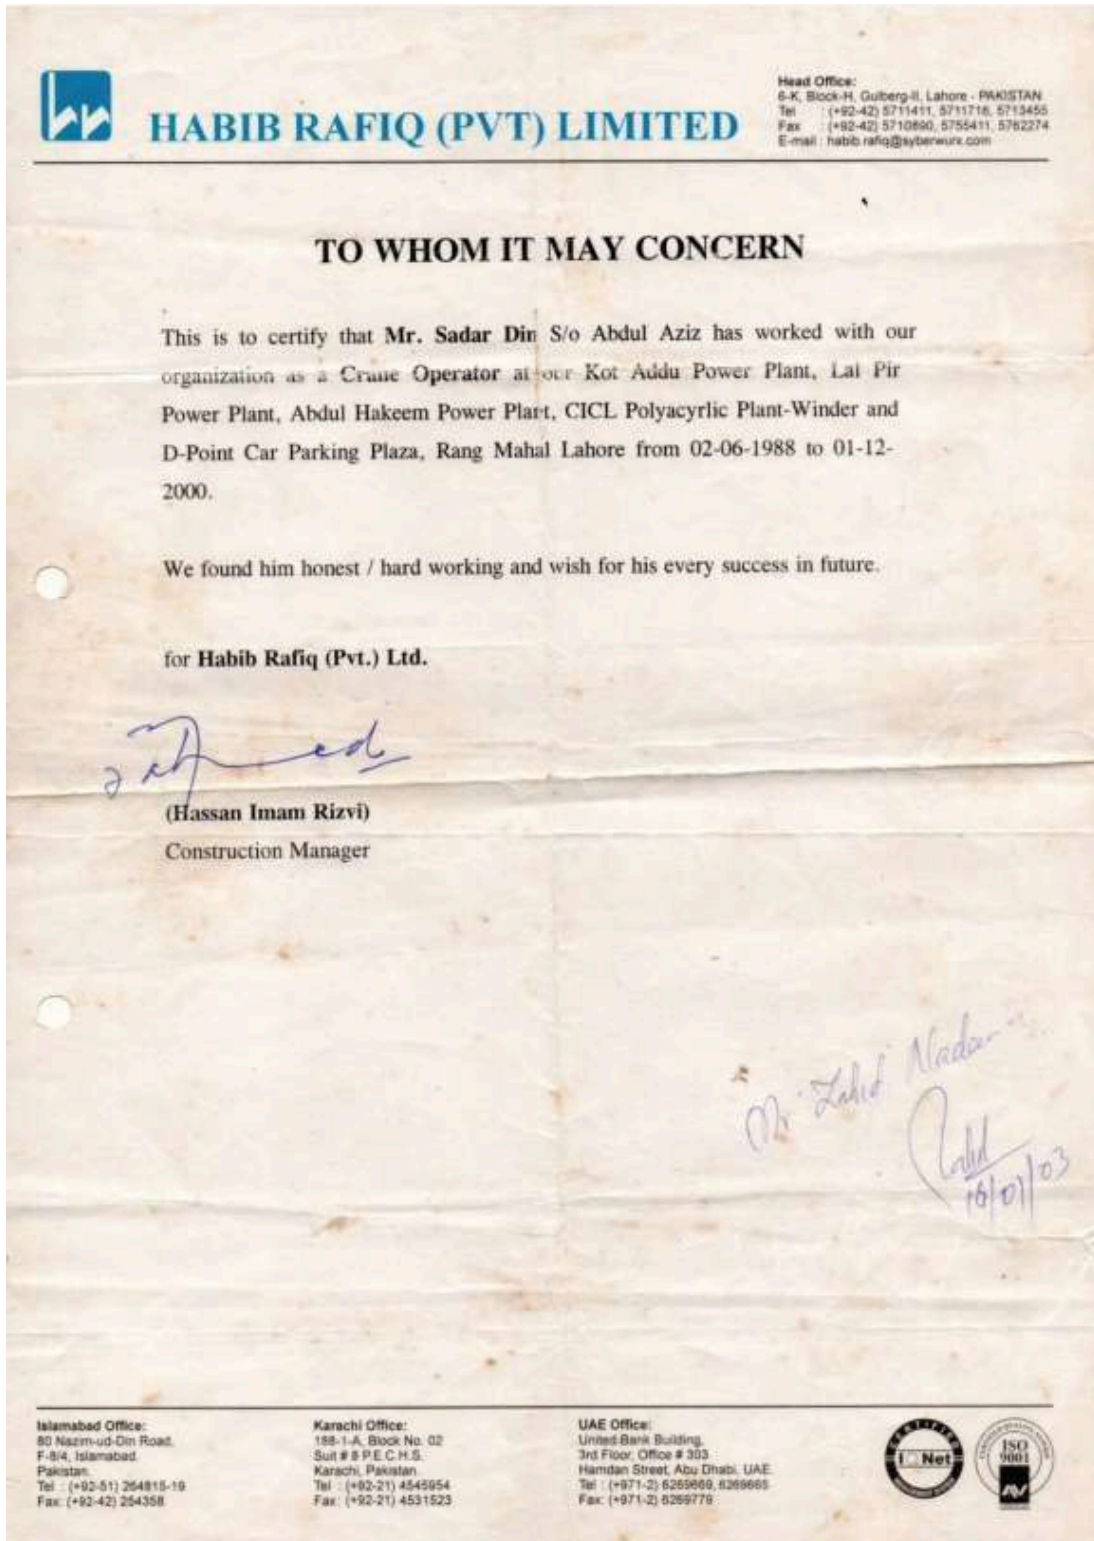 HABIB RAFIQ (PVT) LIMITED
Head Office:
6-K, Block-H, Gulberg-II, Lahore - PAKISTAN
Tel : (+92-42) 5711411, 5711716, 5713455
Fax : (+92-42) 5710890, 5755411, 5762274
E-mail : habib.rafiq@syberwurx.com
TO WHOM IT MAY CONCERN
This is to certify that Mr. Sadar Din S/o Abdul Aziz has worked with our
organization as a Crane Operator at our Kot Addu Power Plant, Lal Pir
Power Plant, Abdul Hakeem Power Plant, CICL Polyacyrlic Plant-Winder and
D-Point Car Parking Plaza, Rang Mahal Lahore from 02-06-1988 to 01-12-
2000.
We found him honest / hard working and wish for his every success in future.
for Habib Rafiq (Pvt.) Ltd.
(Hassan Imam Rizvi)
Construction Manager
Mr Zahid
Zahid
16/01/03
Islamabad Office:
80 Nazim-ud-Din Road,
F-8/4, Islamabad
Pakistan.
Tel : (+92-51) 264815-19
Fax: (+92-42) 264358
Karachi Office:
188-1-A, Block No. 02
Suit # 8 P.E.C.H.S.
Karachi, Pakistan.
Tel : (+92-21) 4545954
Fax: (+92-21) 4531523
UAE Office:
United Bank Building,
3rd Floor, Office # 303
Hamdan Street, Abu Dhabi. UAE
Tel : (+971-2) 6269669, 6269665
Fax: (+971-2) 6269779
CERTIFIED
IQNet
ISO
9001
AV